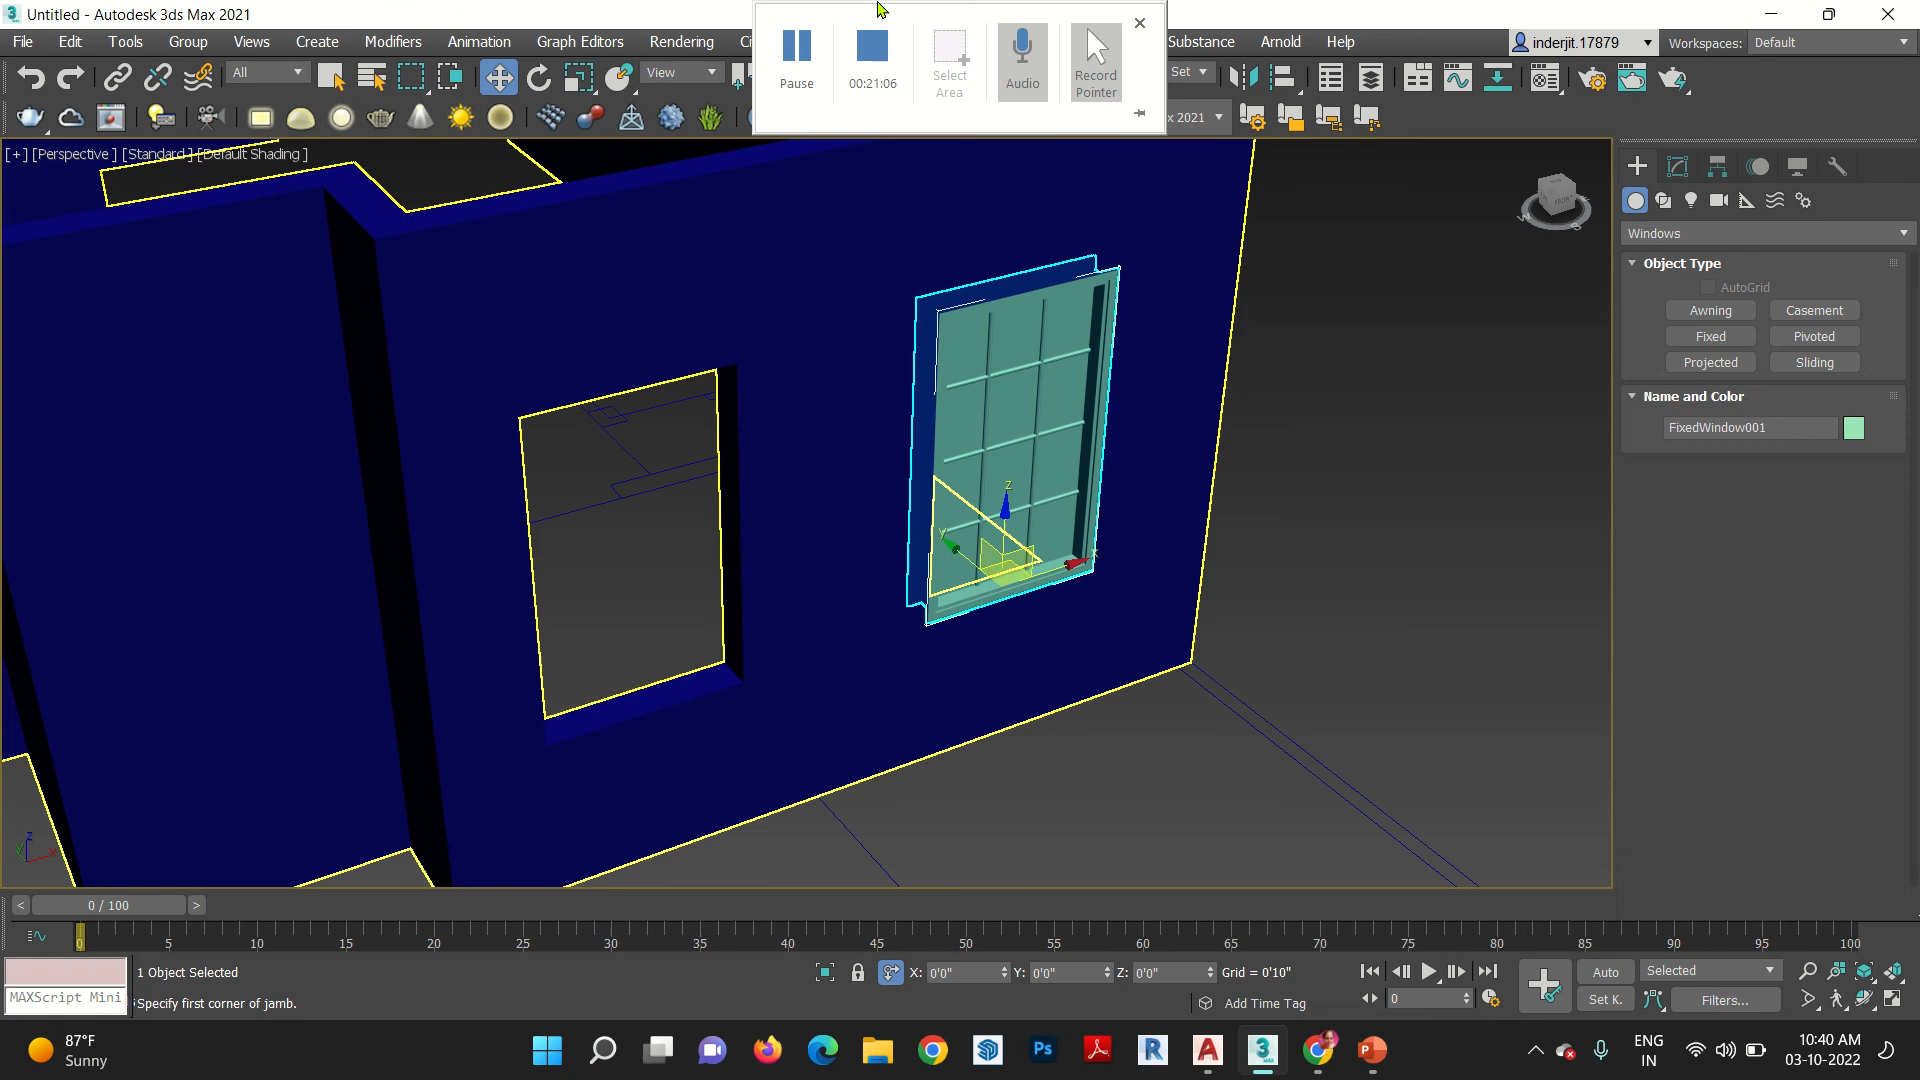 Untitled - Autodesk 3ds Max 2021
File Edit Tools Group Views Create Modifiers Animation Graph Editors Rendering Substance Arnold Help
inderjit.17879 Workspaces: Default
Pause 00:21:06 Select Area Audio Record Pointer
All View Set
x 2021
[+] [Perspective ] [Standard ] [Default Shading ]
Windows
Object Type
AutoGrid
Awning Casement
Fixed Pivoted
Projected Sliding
Name and Color
FixedWindow001
FRONT
W
S
z
y
x
z
y
x
< 0 / 100 >
0 5 10 15 20 25 30 35 40 45 50 55 60 65 70 75 80 85 90 95 100
1 Object Selected X: 0'0" Y: 0'0" Z: 0'0" Grid = 0'10" Auto Selected
MAXScript Mini Specify first corner of jamb. Add Time Tag 0 Set K. Filters...
87°F
Sunny
Ps
R
A
3
MAX
P
ENG
IN
10:40 AM
03-10-2022